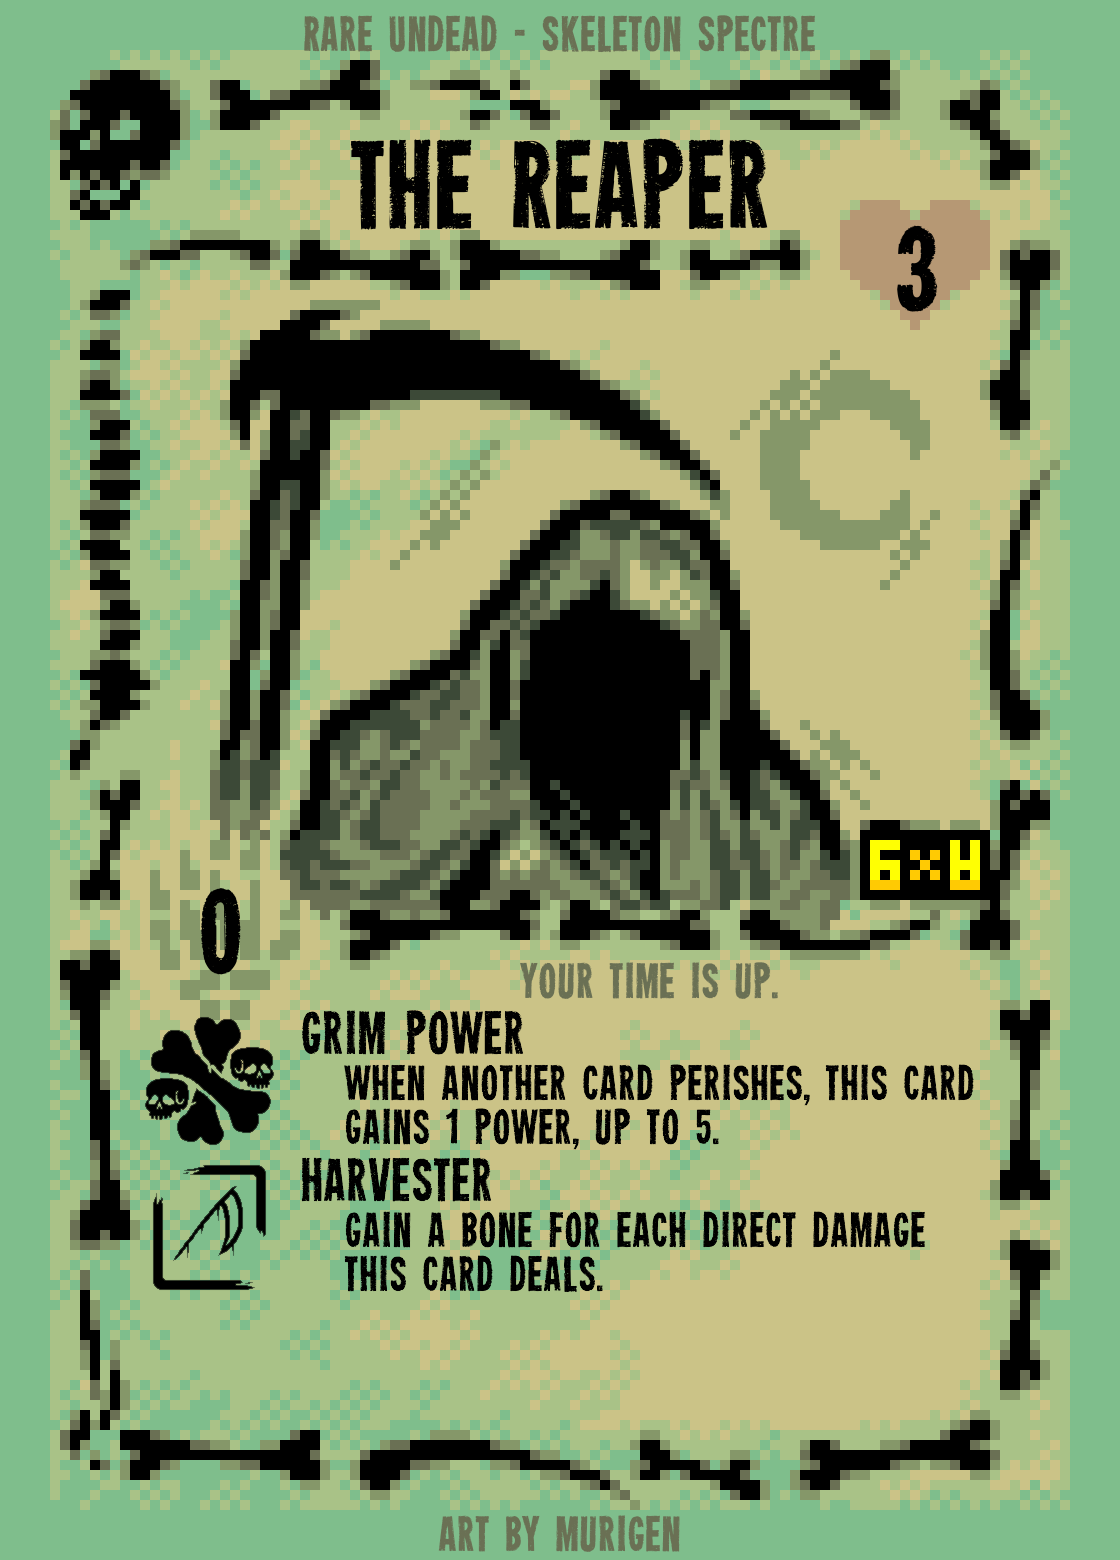 RARE UNDEAD - SKELETON SPECTRE
THE REAPER
3
0
YOUR TIME IS UP.
GRIM POWER
WHEN ANOTHER CARD PERISHES, THIS CARD
GAINS 1 POWER, UP TO 5.
HARVESTER
GAIN A BONE FOR EACH DIRECT DAMAGE
THIS CARD DEALS.
ART BY MURIGEN